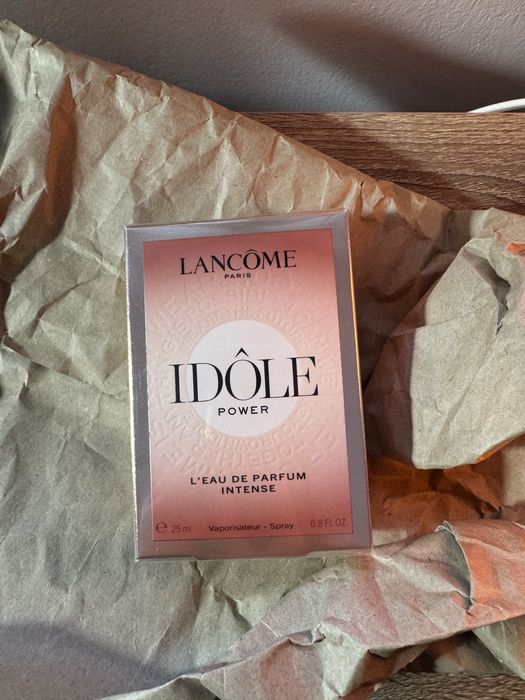 LANCÔME
PARIS
IDÔLE
POWER
L'EAU DE PARFUM
INTENSE
℮ 25 ml Vaporisateur - Spray 0.8 FL OZ.